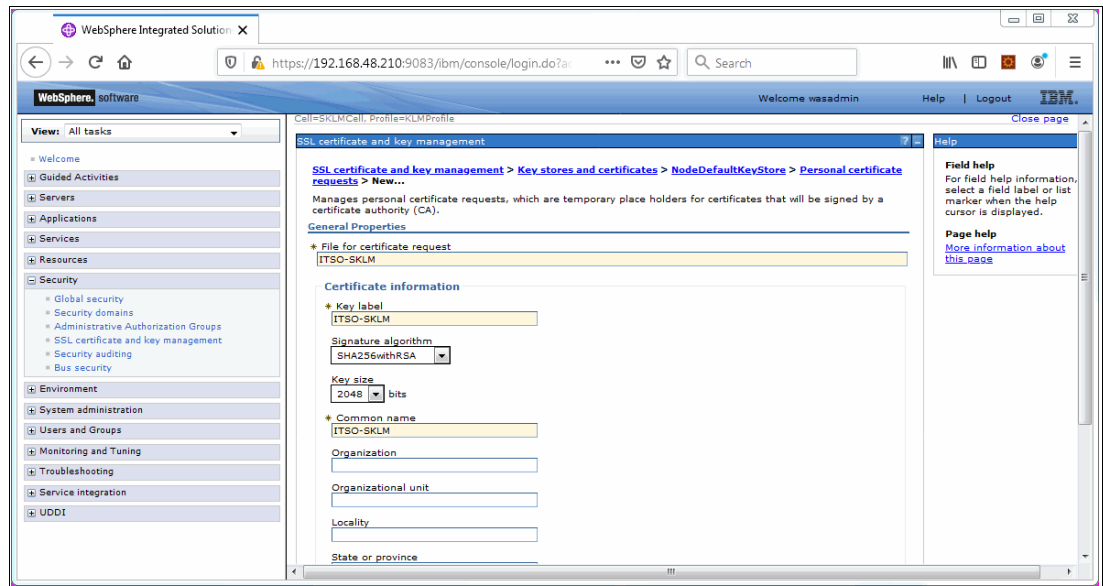 WebSphere Integrated Solution
https://192.168.48.210:9083/ibm/console/login.do?ac
Search
WebSphere. software
Welcome wasadmin
Help | Logout
IBM.
View: All tasks
Welcome
Guided Activities
Servers
Applications
Services
Resources
Security
Global security
Security domains
Administrative Authorization Groups
SSL certificate and key management
Security auditing
Bus security
Environment
System administration
Users and Groups
Monitoring and Tuning
Troubleshooting
Service integration
UDDI
Cell=SKLMCell, Profile=KLMProfile
Close page
SSL certificate and key management
SSL certificate and key management > Key stores and certificates > NodeDefaultKeyStore > Personal certificate
requests > New...
Manages personal certificate requests, which are temporary place holders for certificates that will be signed by a
certificate authority (CA).
General Properties
* File for certificate request
ITSO-SKLM
Certificate information
* Key label
ITSO-SKLM
Signature algorithm
SHA256withRSA
Key size
2048 bits
* Common name
ITSO-SKLM
Organization
Organizational unit
Locality
State or province
Help
Field help
For field help information,
select a field label or list
marker when the help
cursor is displayed.
Page help
More information about
this page